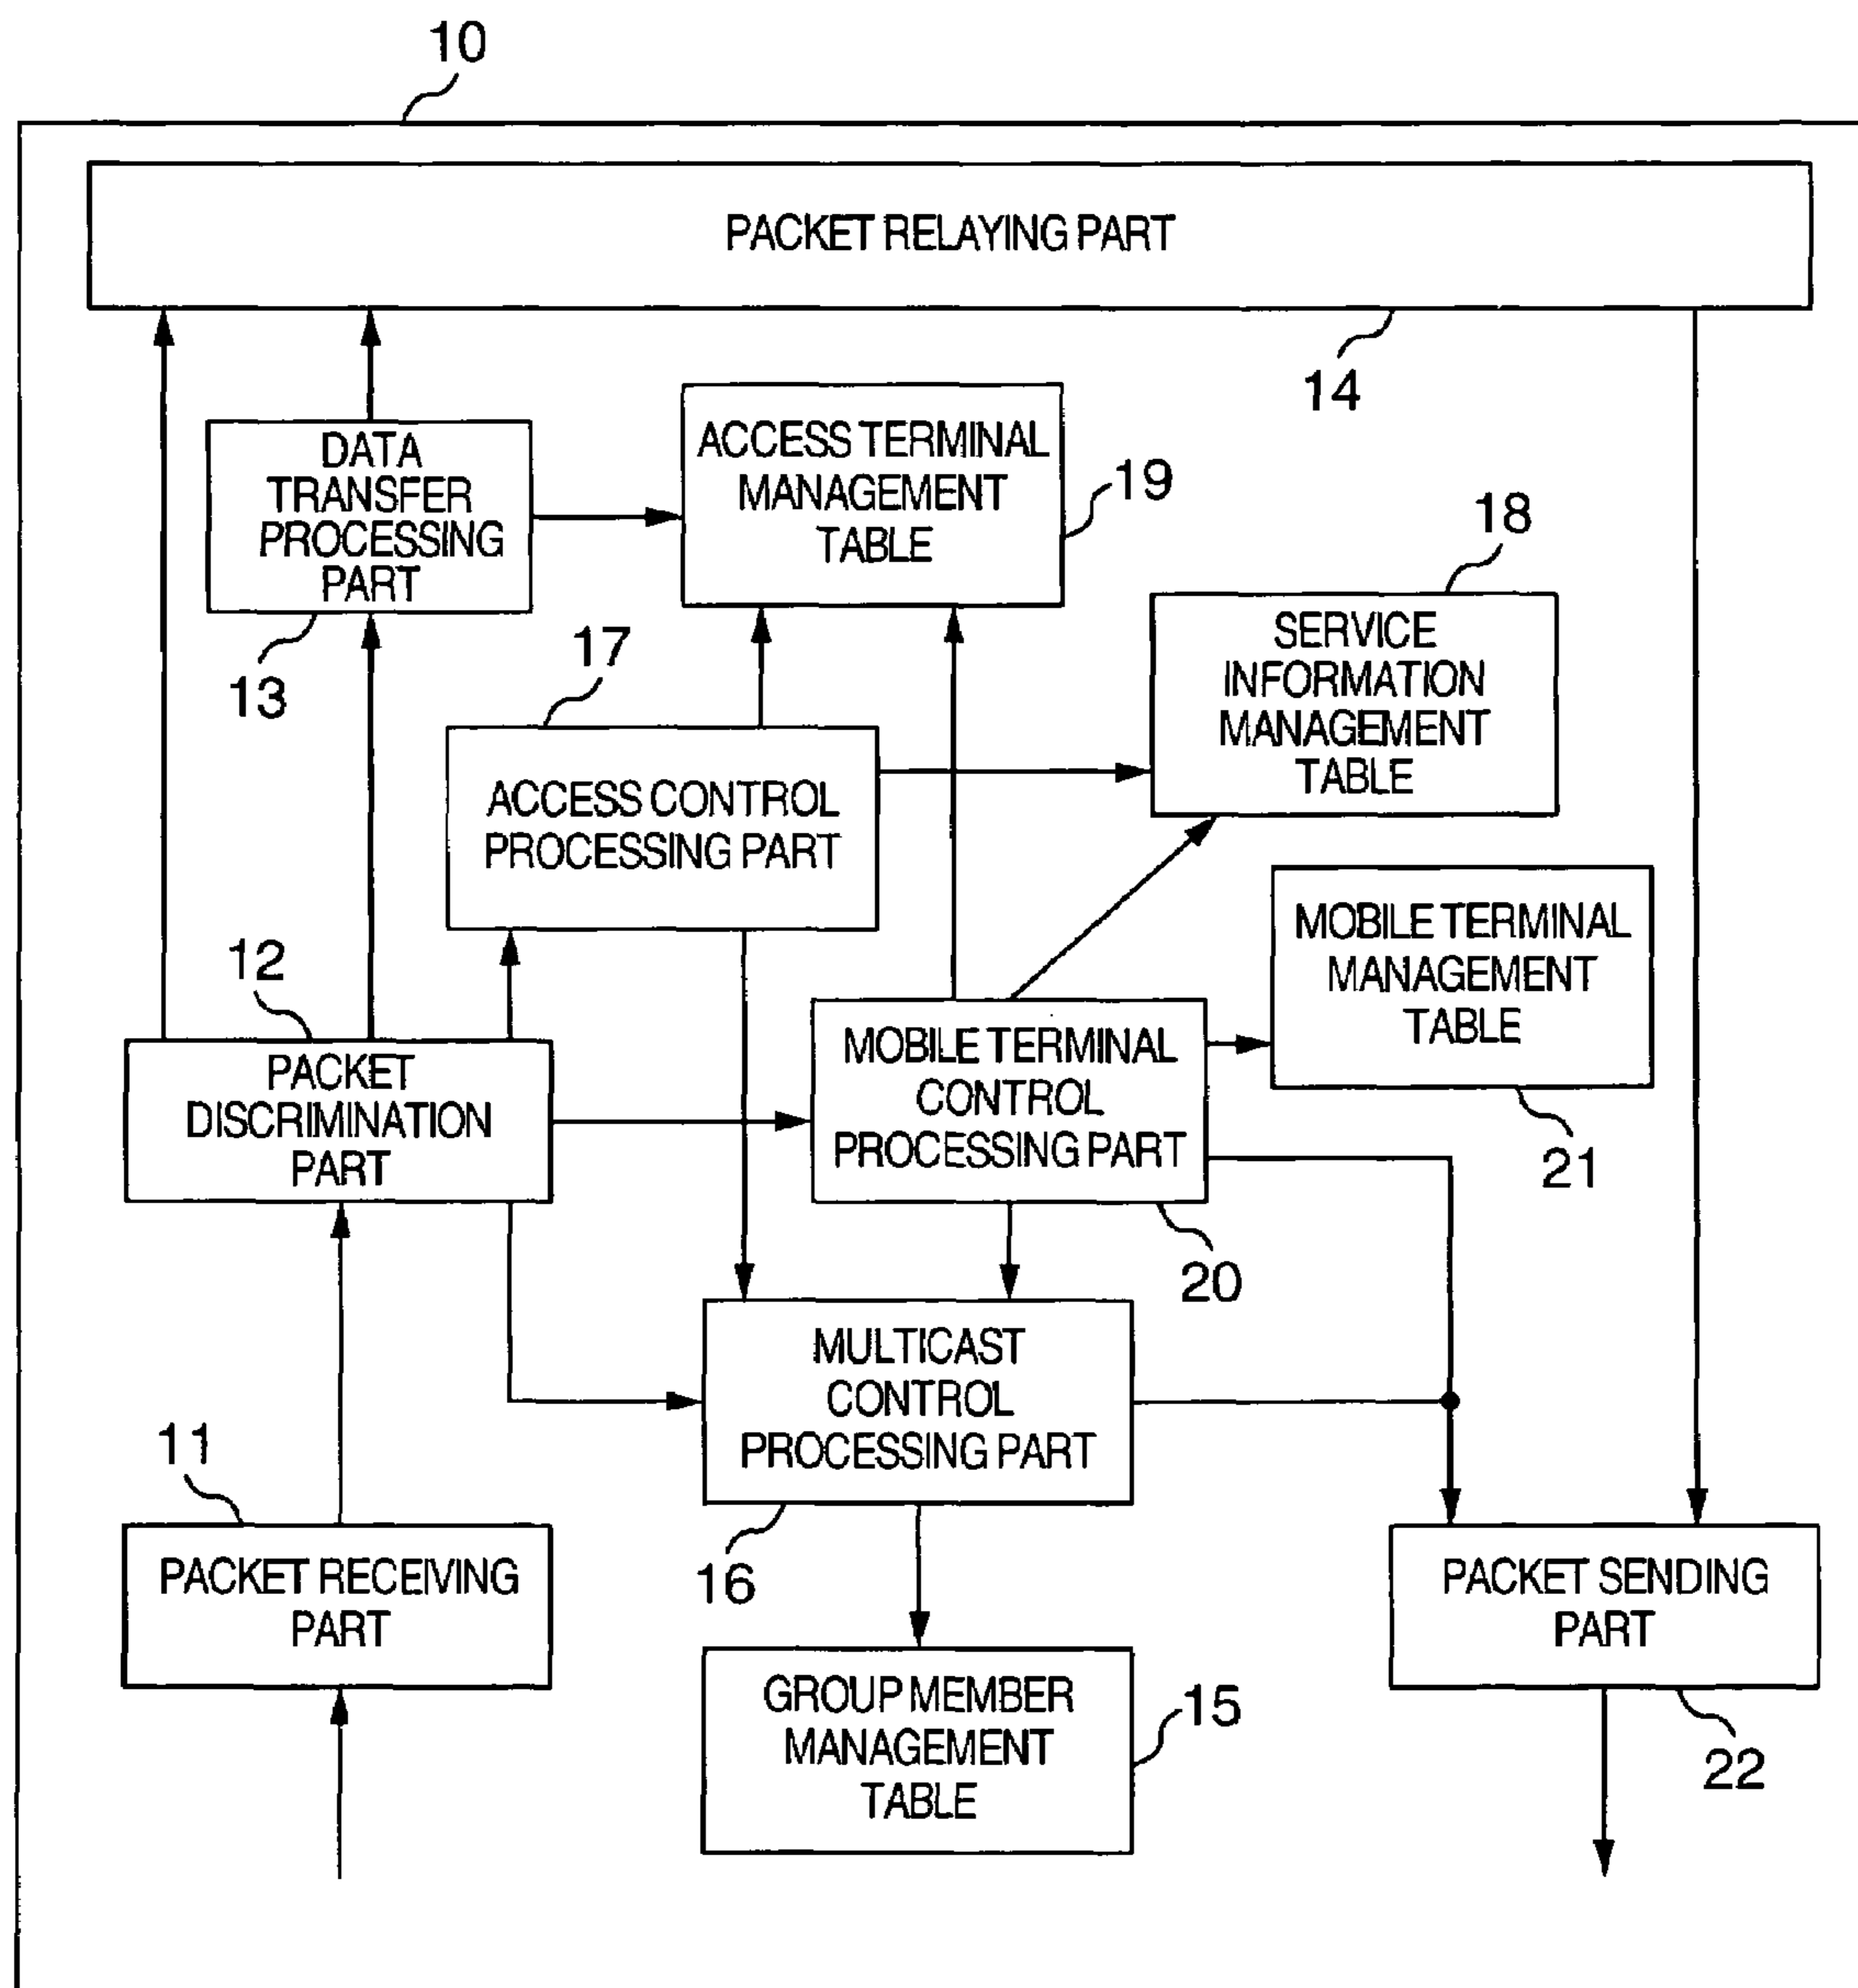 10
PACKET RELAYING PART
14
DATA
TRANSFER
PROCESSING
PART
13
ACCESS TERMINAL
MANAGEMENT
TABLE
19
18
SERVICE
INFORMATION
MANAGEMENT
TABLE
17
ACCESS CONTROL
PROCESSING PART
MOBILE TERMINAL
MANAGEMENT
TABLE
21
12
PACKET
DISCRIMINATION
PART
MOBILE TERMINAL
CONTROL
PROCESSING PART
20
MULTICAST
CONTROL
PROCESSING PART
16
11
PACKET RECEIVING
PART
GROUP MEMBER
MANAGEMENT
TABLE
15
PACKET SENDING
PART
22